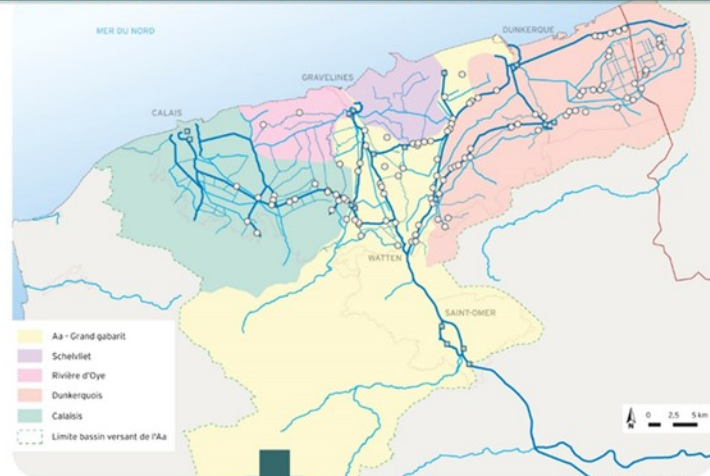 MER DU NORD
DUNKERQUE
GRAVELINES
CALAIS
WATTEN
SAINT-OMER
Aa - Grand gabarit
Schelvliet
Rivière d'Oye
Dunkerquois
Calaisis
Limite bassin versant de l'Aa
N
0 2,5 5 km